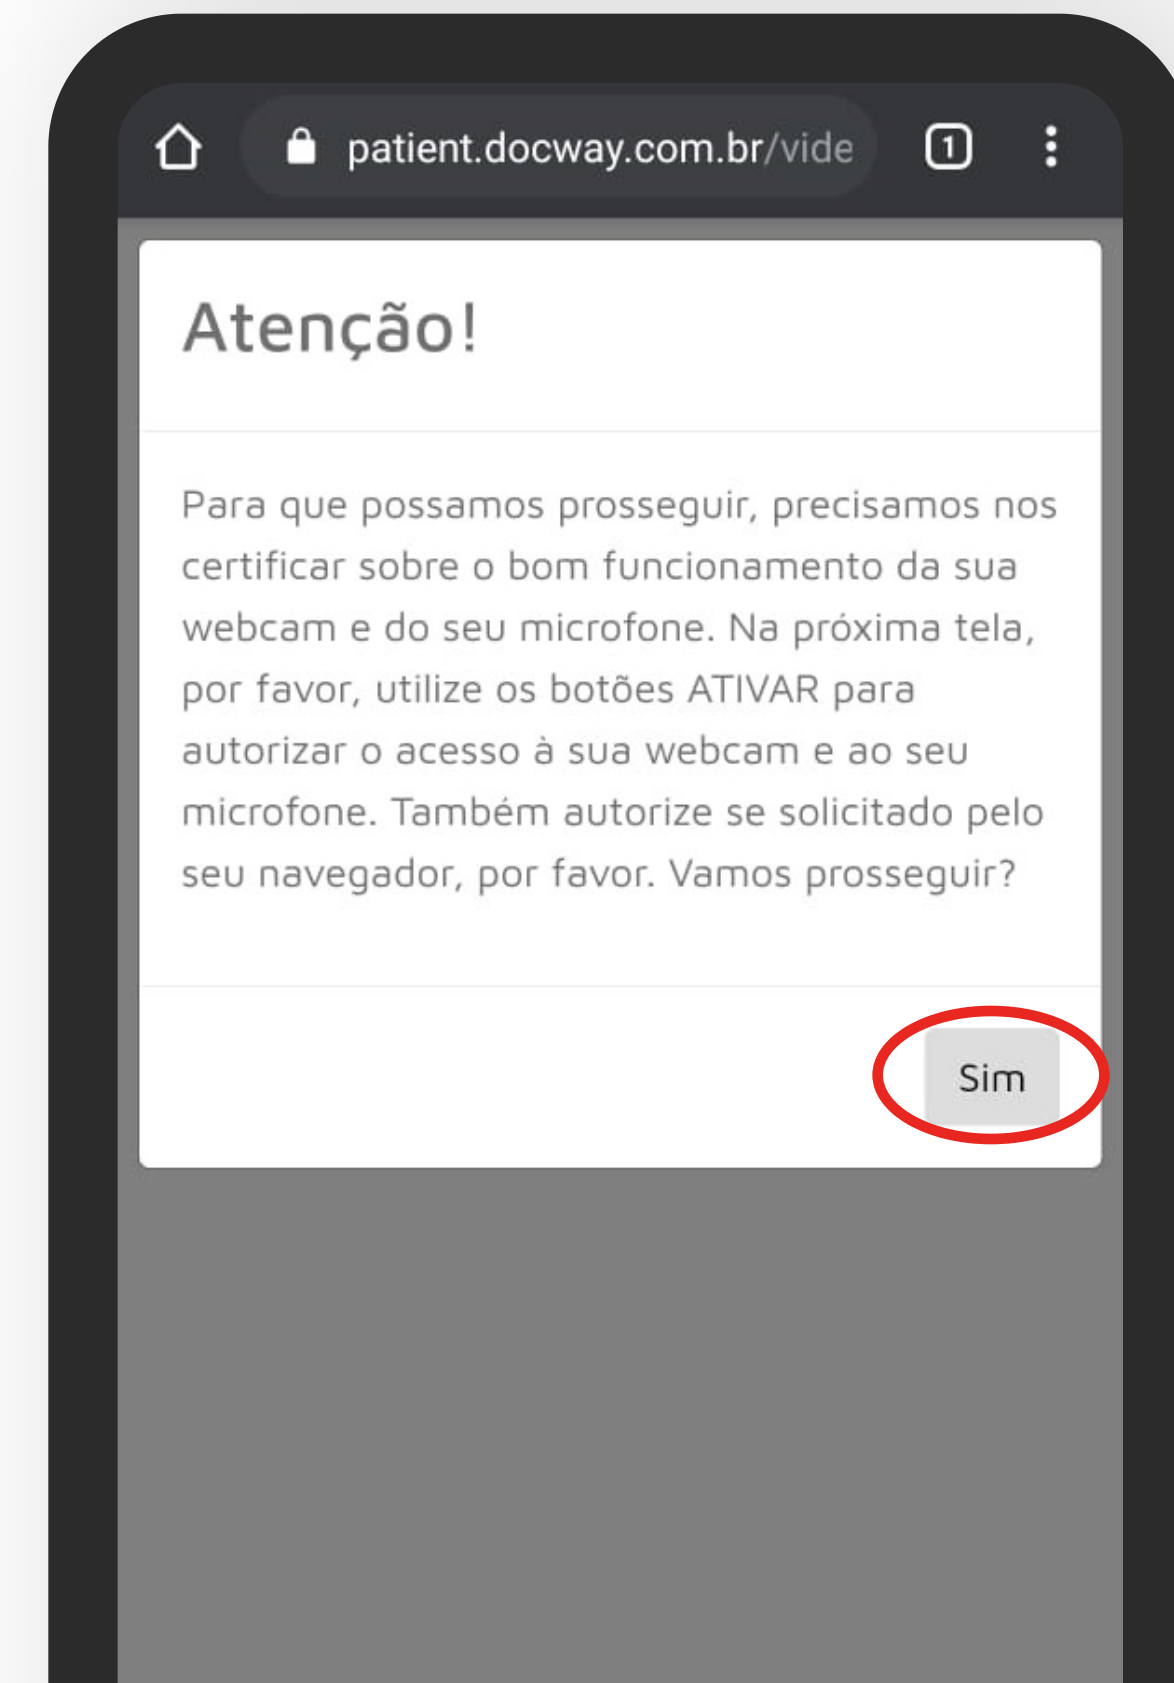 patient.docway.com.br/vide
1
Atenção!
Para que possamos prosseguir, precisamos nos
certificar sobre o bom funcionamento da sua
webcam e do seu microfone. Na próxima tela,
por favor, utilize os botões ATIVAR para
autorizar o acesso à sua webcam e ao seu
microfone. Também autorize se solicitado pelo
seu navegador, por favor. Vamos prosseguir?
Sim